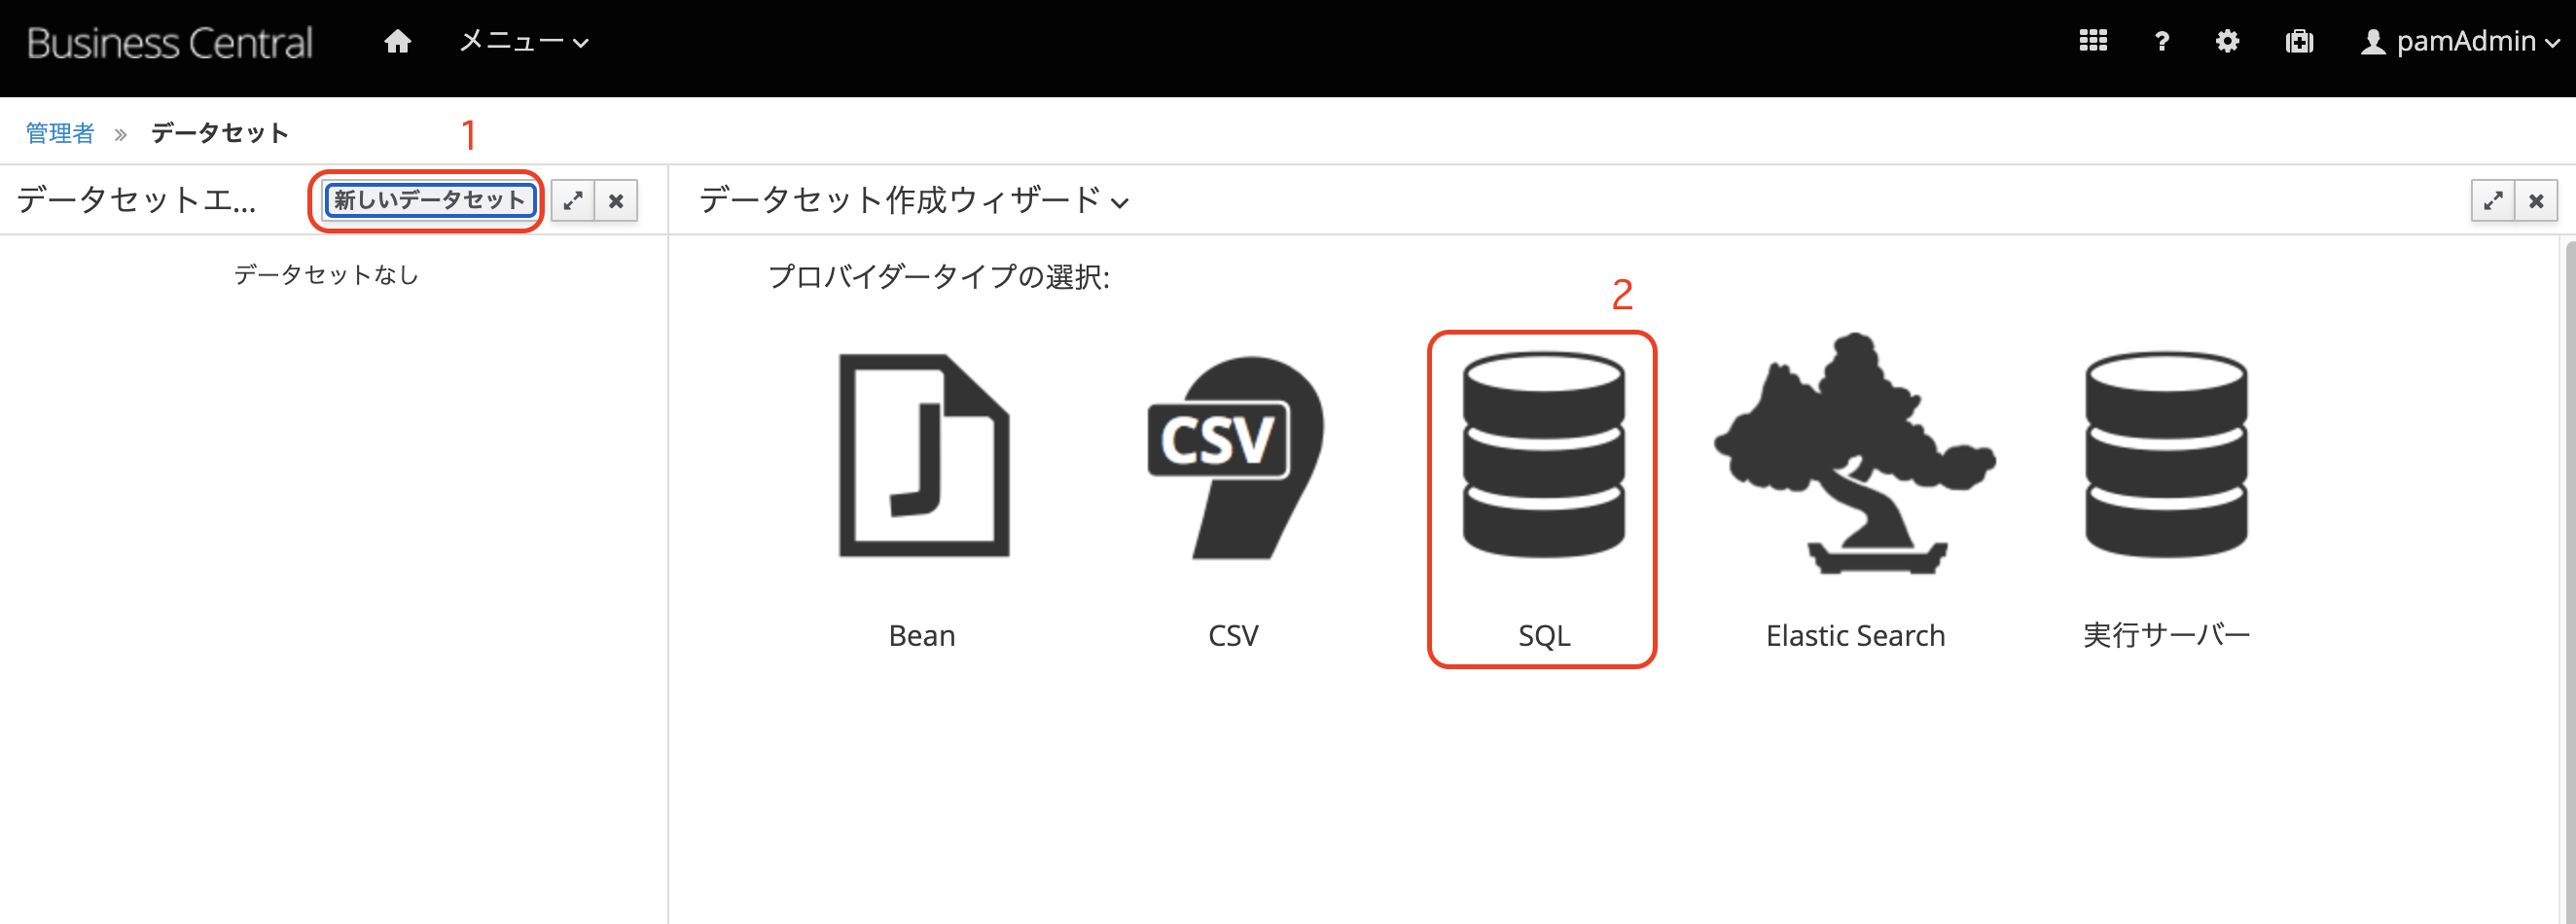 Business Central メニュー ? pamAdmin
管理者 » データセット
1
データセットエ... 新しいデータセット
データセット作成ウィザード
データセットなし
プロバイダータイプの選択:
2
J
CSV
Bean
CSV
SQL
Elastic Search
実行サーバー